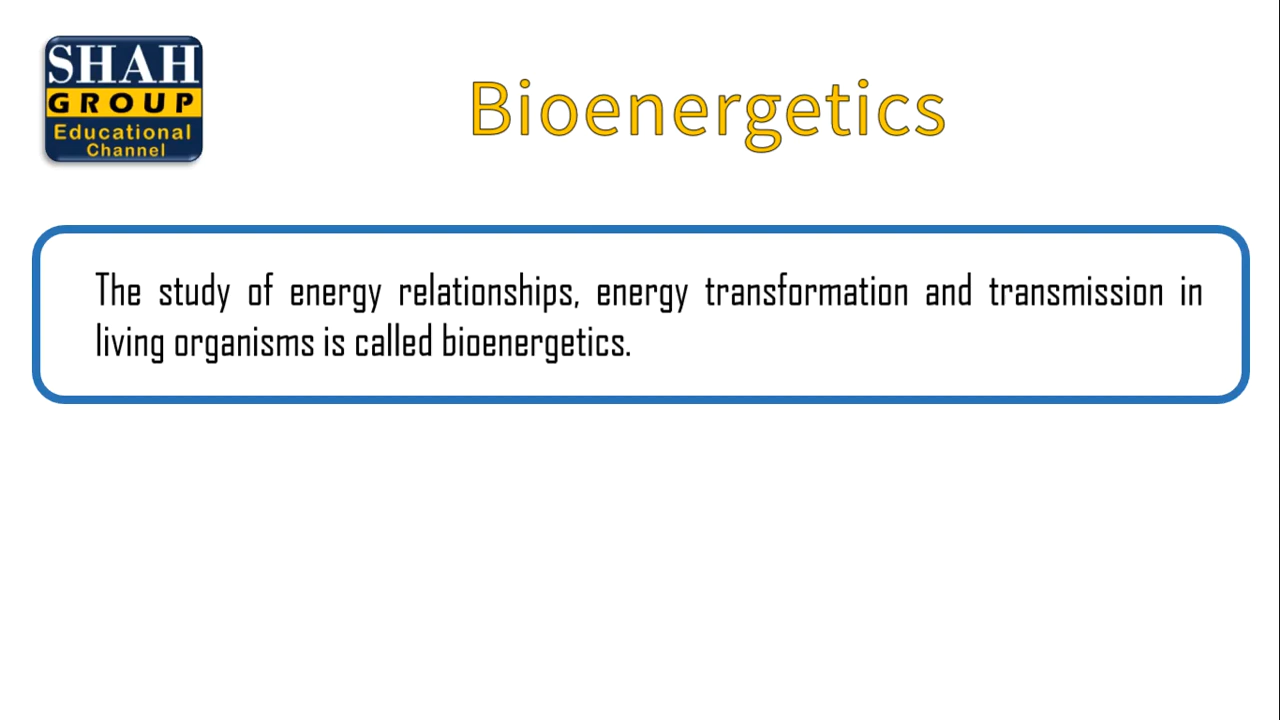 SHAH
GROUP
Educational
Channel
Bioenergetics
The study of energy relationships, energy transformation and transmission in
living organisms is called bioenergetics.